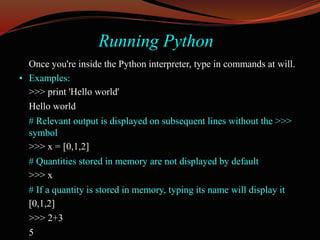 Running Python
Once you're inside the Python interpreter, type in commands at will.
• Examples:
>>> print 'Hello world'
Hello world
# Relevant output is displayed on subsequent lines without the >>>
symbol
>>> x = [0,1,2]
# Quantities stored in memory are not displayed by default
>>> x
# If a quantity is stored in memory, typing its name will display it
[0,1,2]
>>> 2+3
5